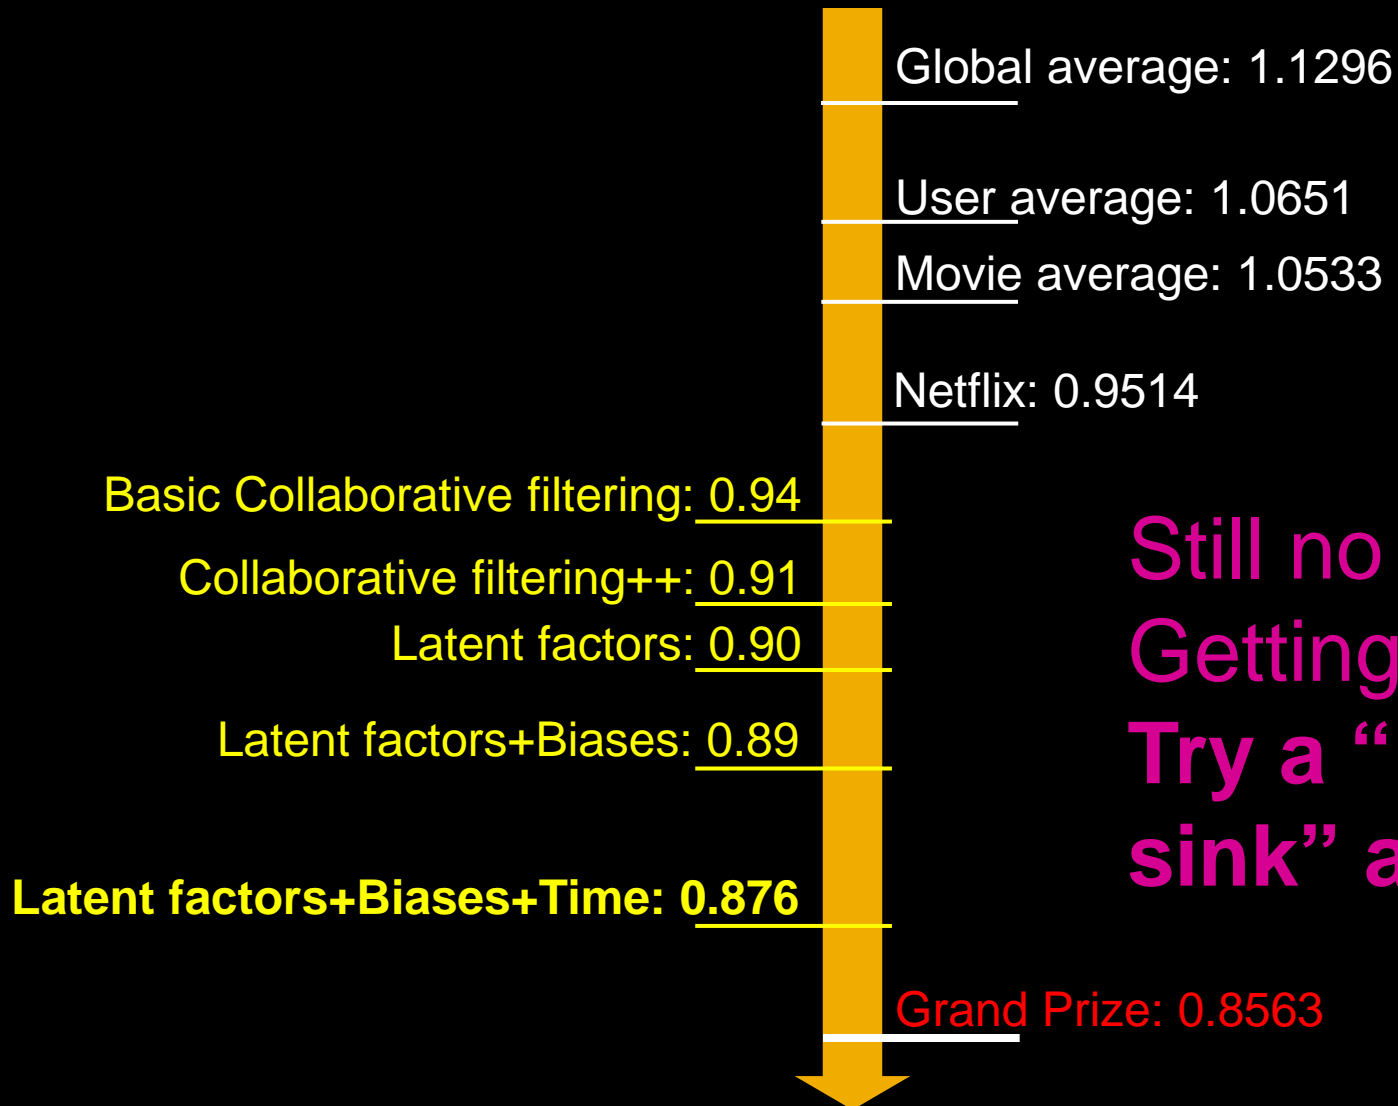 Global average: 1.1296
User average: 1.0651
Movie average: 1.0533
Netflix: 0.9514
Basic Collaborative filtering: 0.94
Collaborative filtering++: 0.91
Latent factors: 0.90
Latent factors+Biases: 0.89
Latent factors+Biases+Time: 0.876
Still no
Getting
Try a “
sink” a
Grand Prize: 0.8563